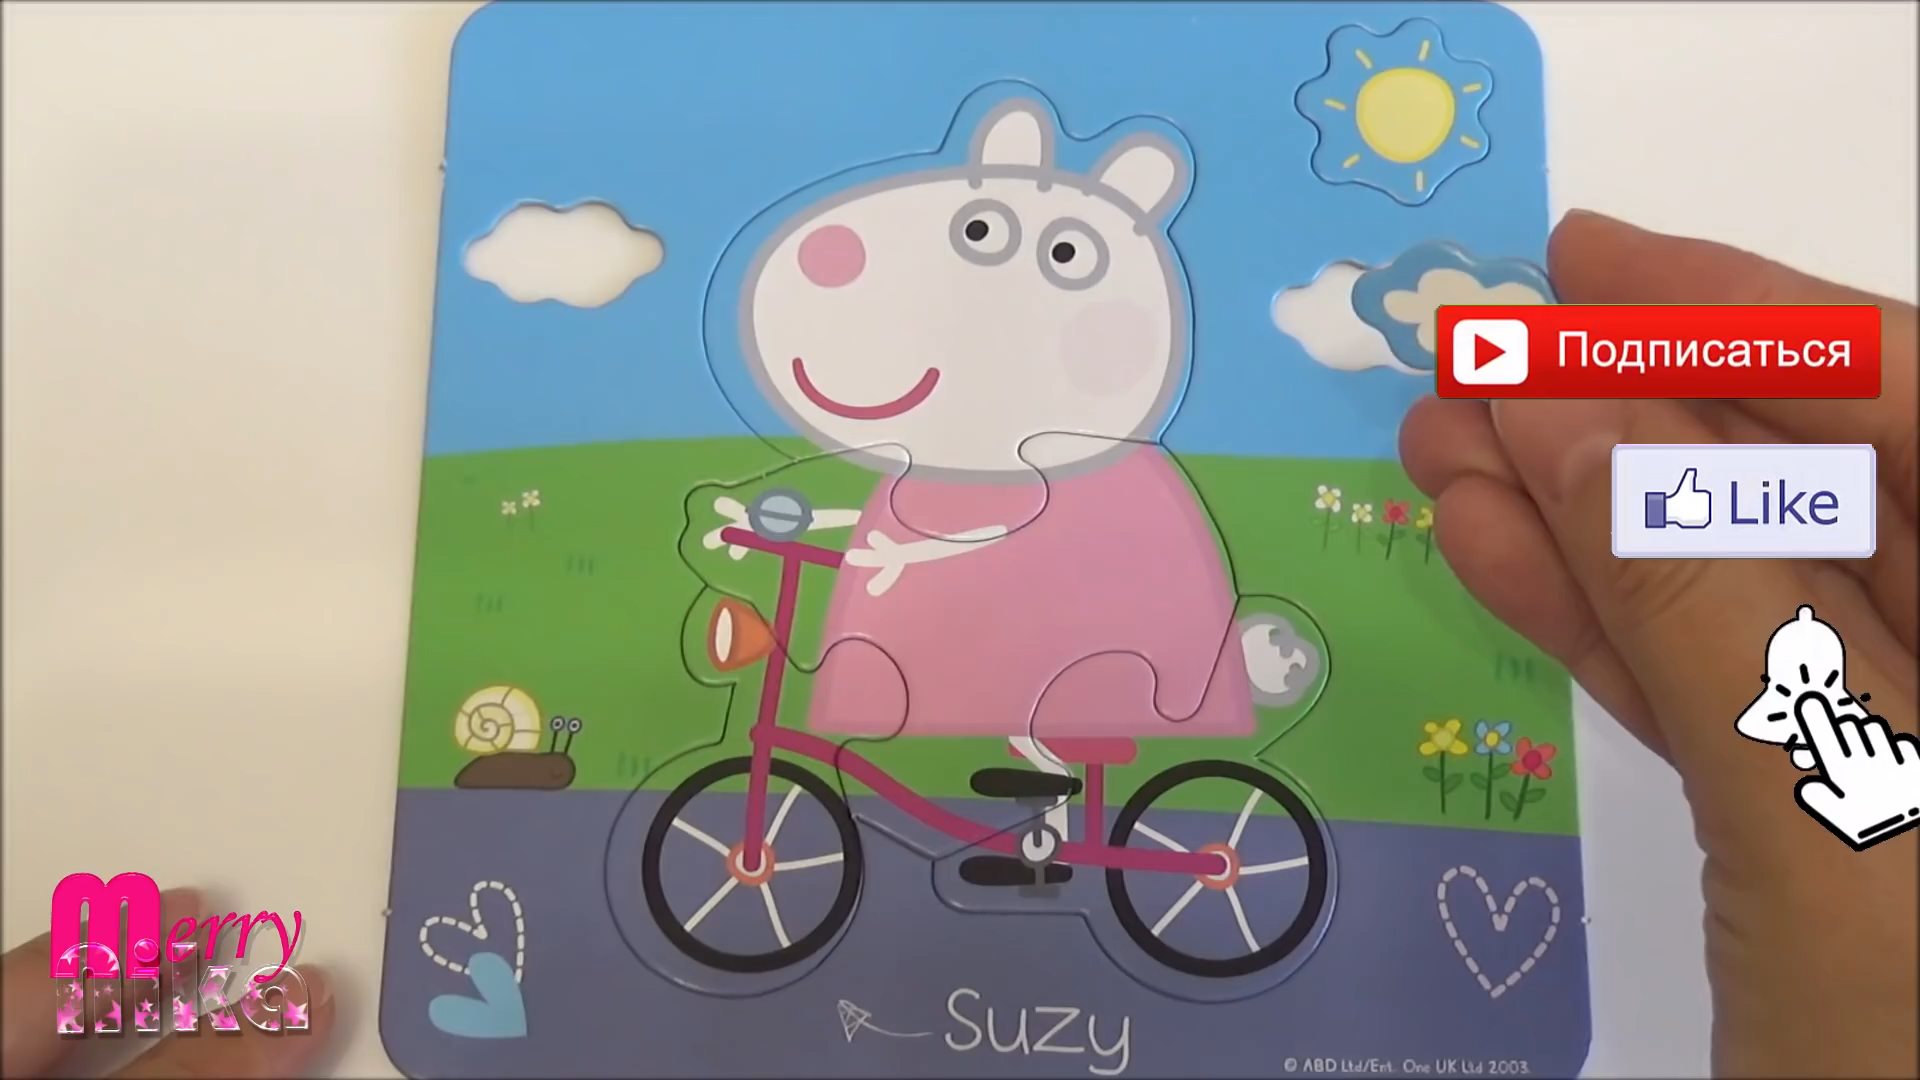 Подписаться
Like
Merry
nika
Suzy
© ABD Ltd/Ent. One UK Ltd 2003.